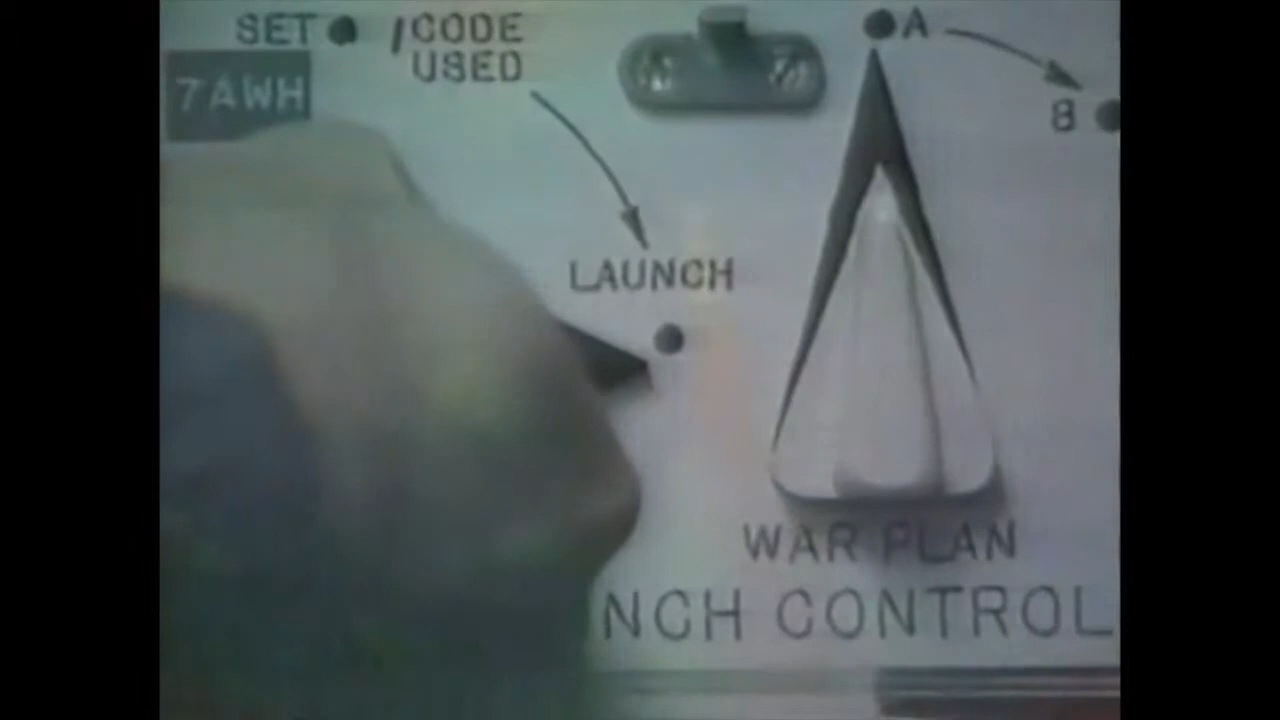 SET
/CODE
USED
7AWH
A
B
LAUNCH
WAR PLAN
NCH CONTROL